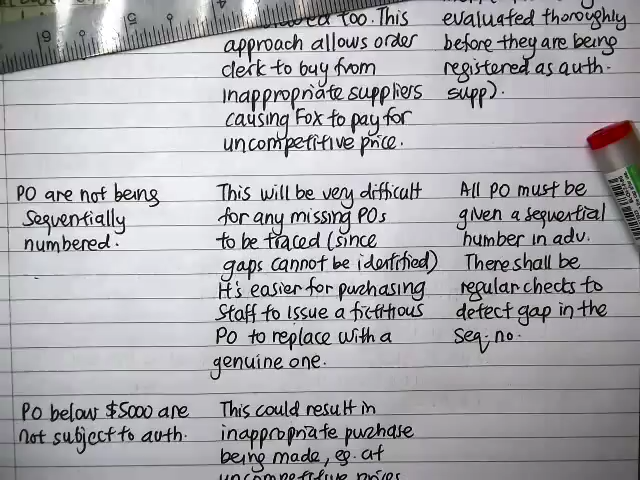 allowed too. This
approach allows order
clerk to buy from
inappropriate suppliers
causing Fox to pay for
uncompetitive price.
evaluated thoroughly
before they are being
registered as auth.
supp).
PO are not being
sequentially
numbered.
This will be very difficult
for any missing POs
to be traced (since
gaps cannot be identified)
It's easier for puzhasing
staff to issue a fictitious
PO to replace with a
genuine one.
All PO must be
given a sequential
number in adv.
There shall be
regular checks to
detect gap in the
seq. no.
PO below $5000 are
not subject to auth.
This could result in
inappropriate puzhase
being made, eg. at
uncompetitive prices